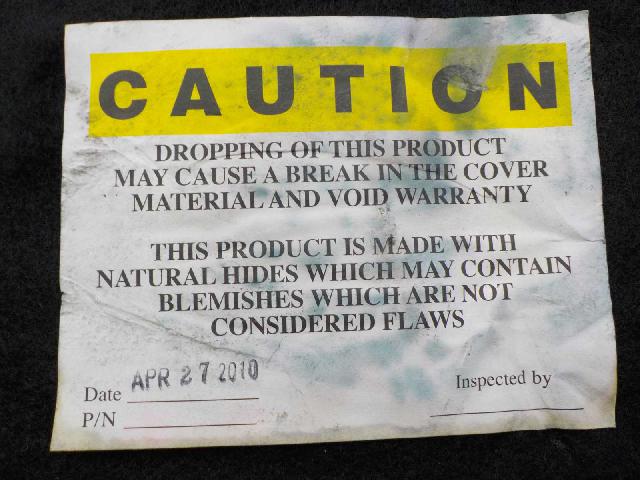 CAUTION
DROPPING OF THIS PRODUCT
MAY CAUSE A BREAK IN THE COVER
MATERIAL AND VOID WARRANTY
THIS PRODUCT IS MADE WITH
NATURAL HIDES WHICH MAY CONTAIN
BLEMISHES WHICH ARE NOT
CONSIDERED FLAWS
Date APR 27 2010
P/N
Inspected by